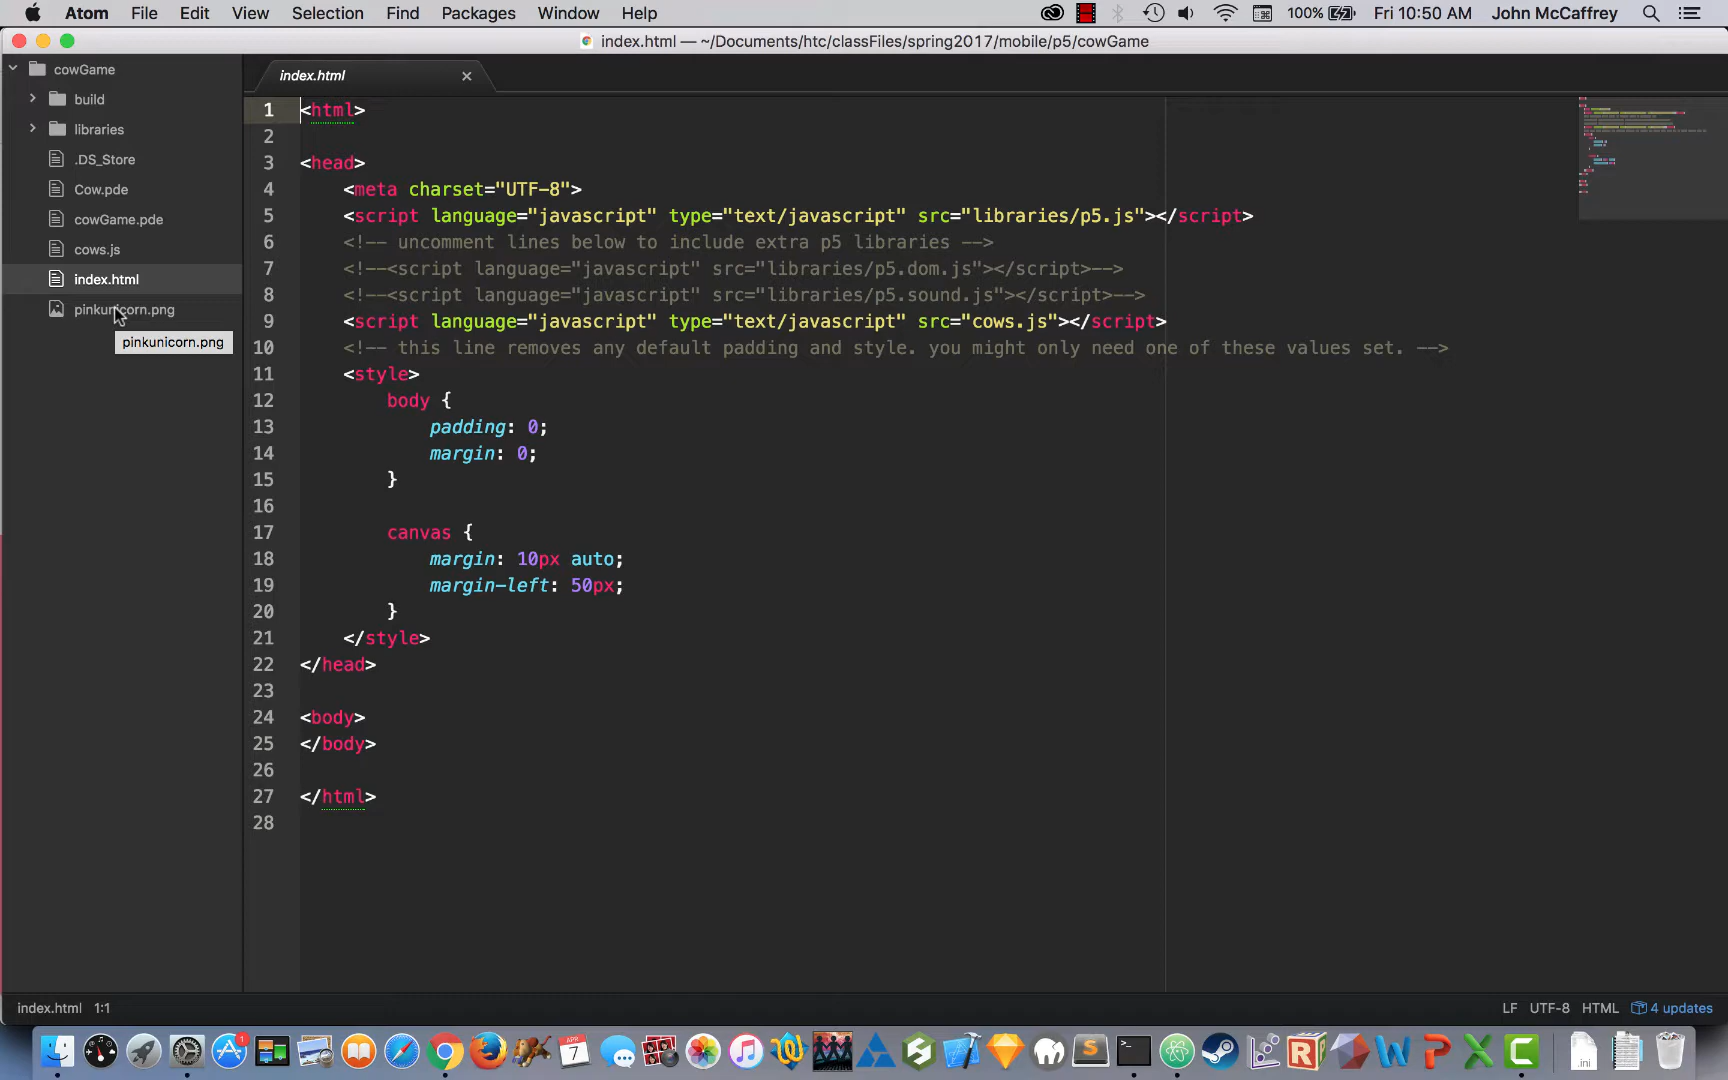 Atom File Edit View Selection Find Packages Window Help 100% Fri 10:50 AM John McCaffrey
index.html — ~/Documents/htc/classFiles/spring2017/mobile/p5/cowGame
cowGame
build
libraries
.DS_Store
Cow.pde
cowGame.pde
cows.js
index.html
pinkunicorn.png
pinkunicorn.png
index.html
1 <html>
2
3 <head>
4 <meta charset="UTF-8">
5 <script language="javascript" type="text/javascript" src="libraries/p5.js"></script>
6 <!-- uncomment lines below to include extra p5 libraries -->
7 <!--<script language="javascript" src="libraries/p5.dom.js"></script>-->
8 <!--<script language="javascript" src="libraries/p5.sound.js"></script>-->
9 <script language="javascript" type="text/javascript" src="cows.js"></script>
10 <!-- this line removes any default padding and style. you might only need one of these values set. -->
11 <style>
12 body {
13 padding: 0;
14 margin: 0;
15 }
16
17 canvas {
18 margin: 10px auto;
19 margin-left: 50px;
20 }
21 </style>
22 </head>
23
24 <body>
25 </body>
26
27 </html>
28
index.html 1:1 LF UTF-8 HTML 4 updates
1
APR
7
.ini